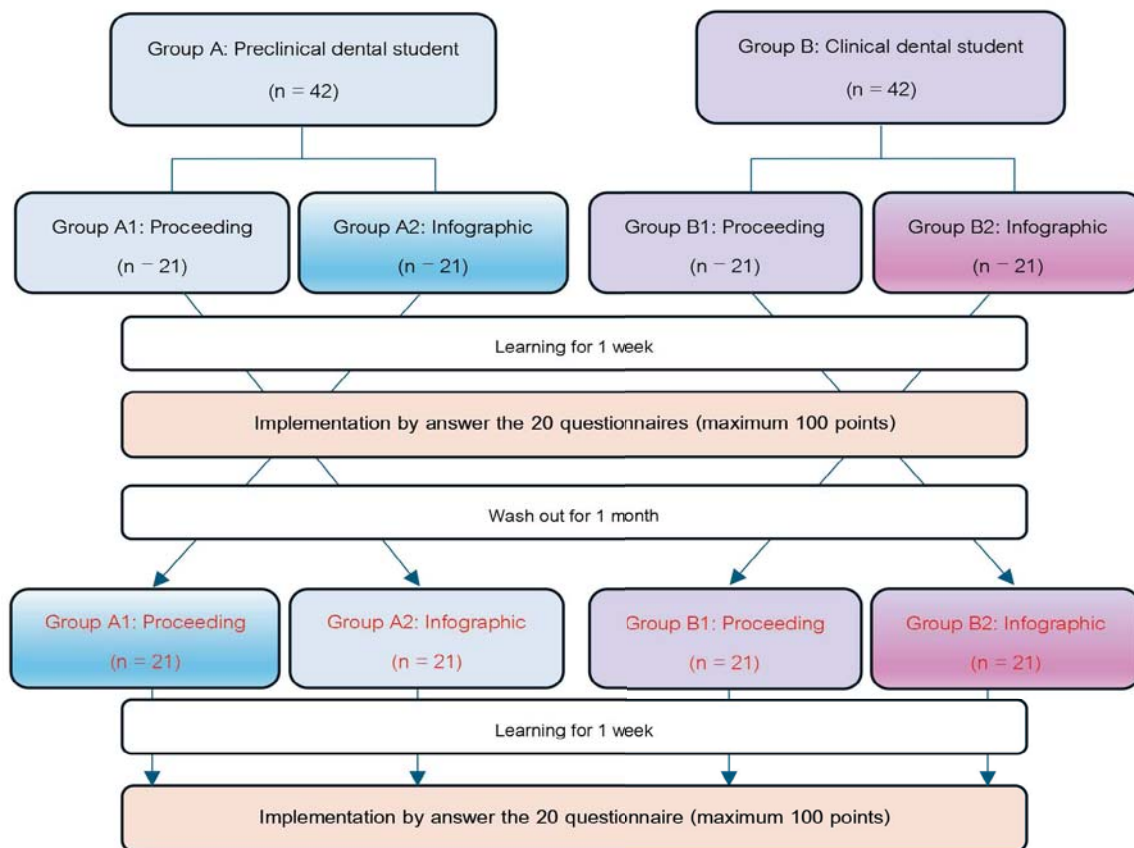 Group A: Preclinical dental student
(n = 42)
Group B: Clinical dental student
(n = 42)
Group A1: Proceeding
(n – 21)
Group A2: Infographic
(n – 21)
Group B1: Proceeding
(n – 21)
Group B2: Infographic
(n – 21)
Learning for 1 week
Implementation by answer the 20 questionnaires (maximum 100 points)
Wash out for 1 month
Group A1: Proceeding
(n = 21)
Group A2: Infographic
(n = 21)
Group B1: Proceeding
(n = 21)
Group B2: Infographic
(n = 21)
Learning for 1 week
Implementation by answer the 20 questionnaire (maximum 100 points)